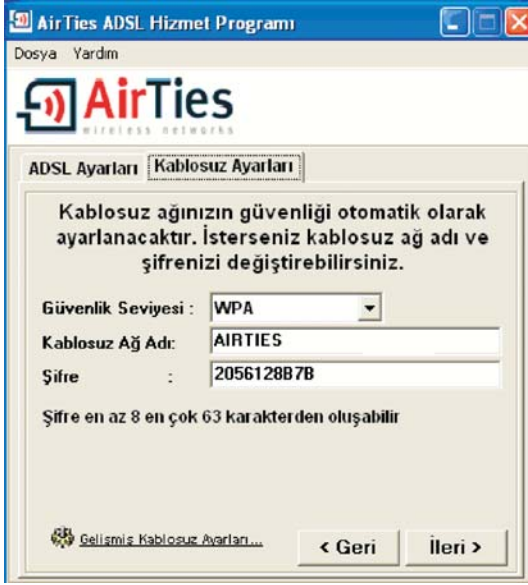 AirTies ADSL Hizmet Programı
Dosya Yardım
AirTies
wireless networks
ADSL Ayarları Kablosuz Ayarları
Kablosuz ağınızın güvenliği otomatik olarak
ayarlanacaktır. İsterseniz kablosuz ağ adı ve
şifrenizi değiştirebilirsiniz.
Güvenlik Seviyesi : WPA
Kablosuz Ağ Adı: AIRTIES
Şifre : 2056128B7B
Şifre en az 8 en çok 63 karakterden oluşabilir
Gelişmiş Kablosuz Ayarları...
< Geri İleri >